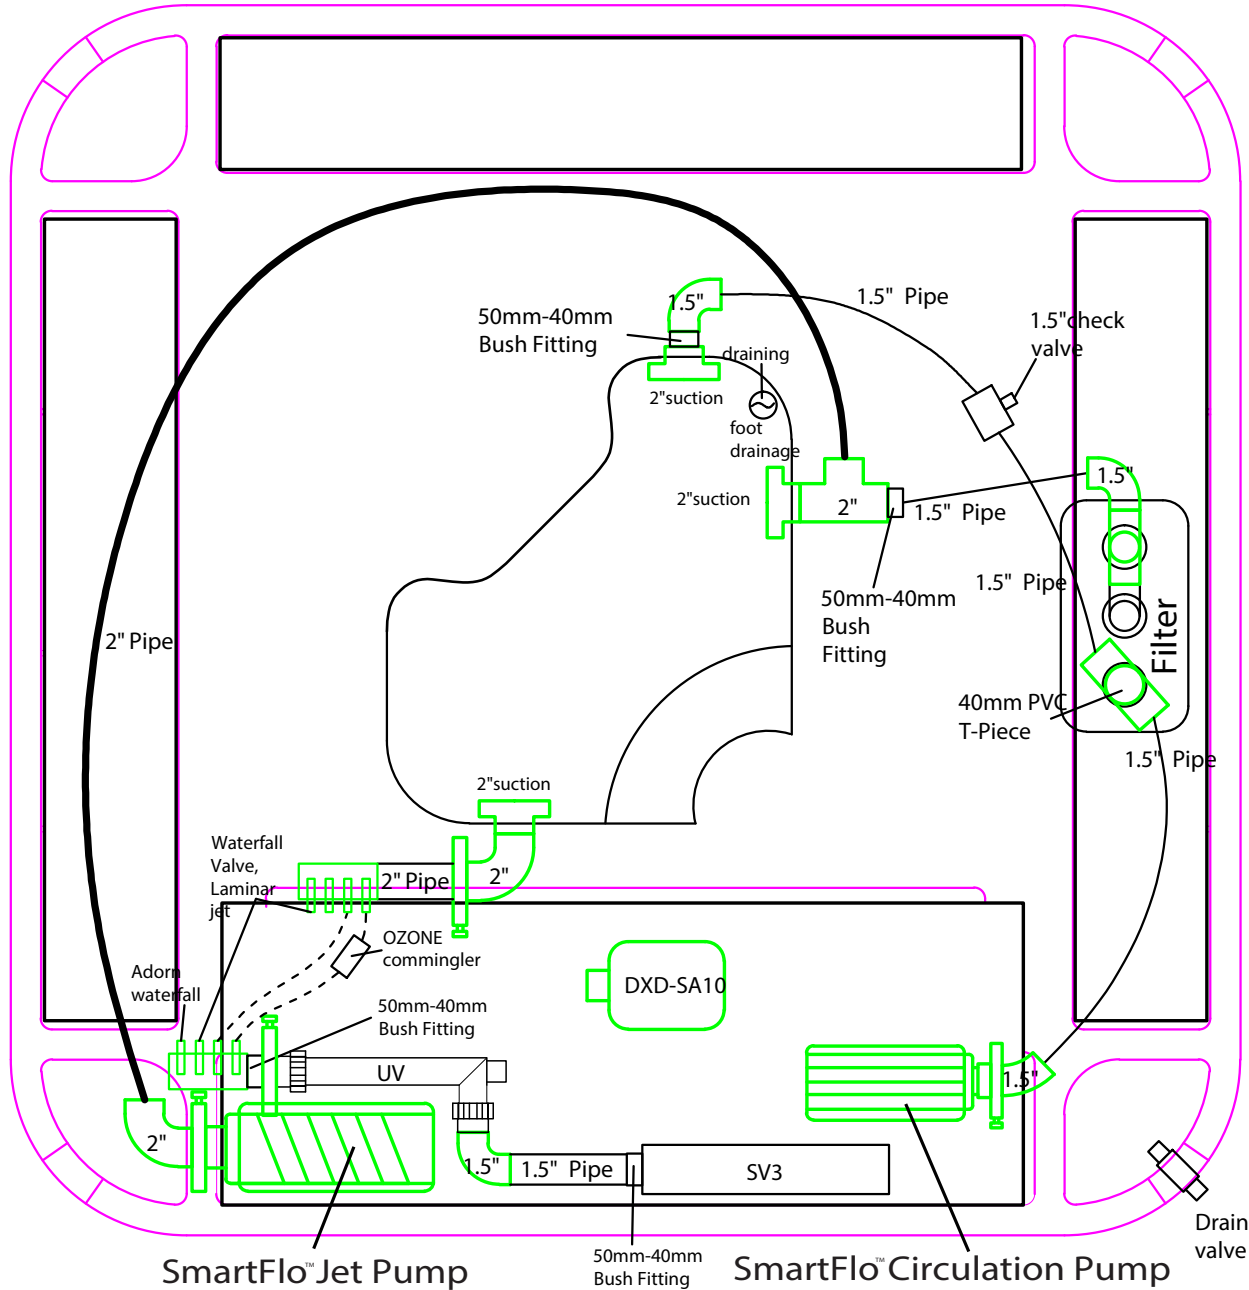 1.5"
1.5" Pipe
50mm-40mm
Bush Fitting
1.5"check
valve
draining
2"suction
foot
drainage
1.5"
2"suction
2"
1.5" Pipe
1.5" Pipe
50mm-40mm
Bush
Fitting
Filter
2" Pipe
40mm PVC
T-Piece
1.5" Pipe
2"suction
Waterfall
Valve,
Laminar
jet
2" Pipe
2"
OZONE
commingler
Adorn
waterfall
DXD-SA10
50mm-40mm
Bush Fitting
UV
1.5"
2"
1.5"
1.5" Pipe
SV3
Drain
valve
50mm-40mm
Bush Fitting
SmartFlo™ Jet Pump
SmartFlo™ Circulation Pump